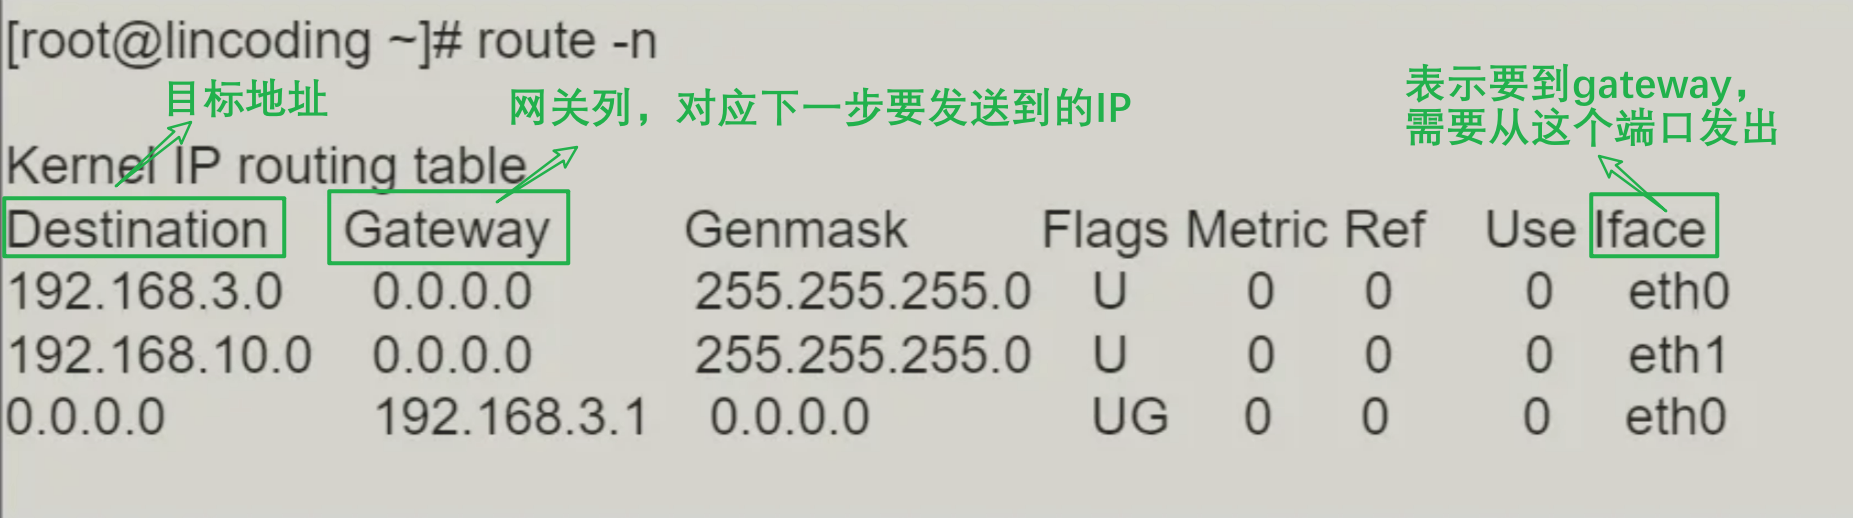 [root@lincoding ~]# route -n
目标地址
网关列，对应下一步要发送到的IP
表示要到gateway，
需要从这个端口发出
Kernel IP routing table
Destination Gateway Genmask Flags Metric Ref Use Iface
192.168.3.0 0.0.0.0 255.255.255.0 U 0 0 0 eth0
192.168.10.0 0.0.0.0 255.255.255.0 U 0 0 0 eth1
0.0.0.0 192.168.3.1 0.0.0.0 UG 0 0 0 eth0